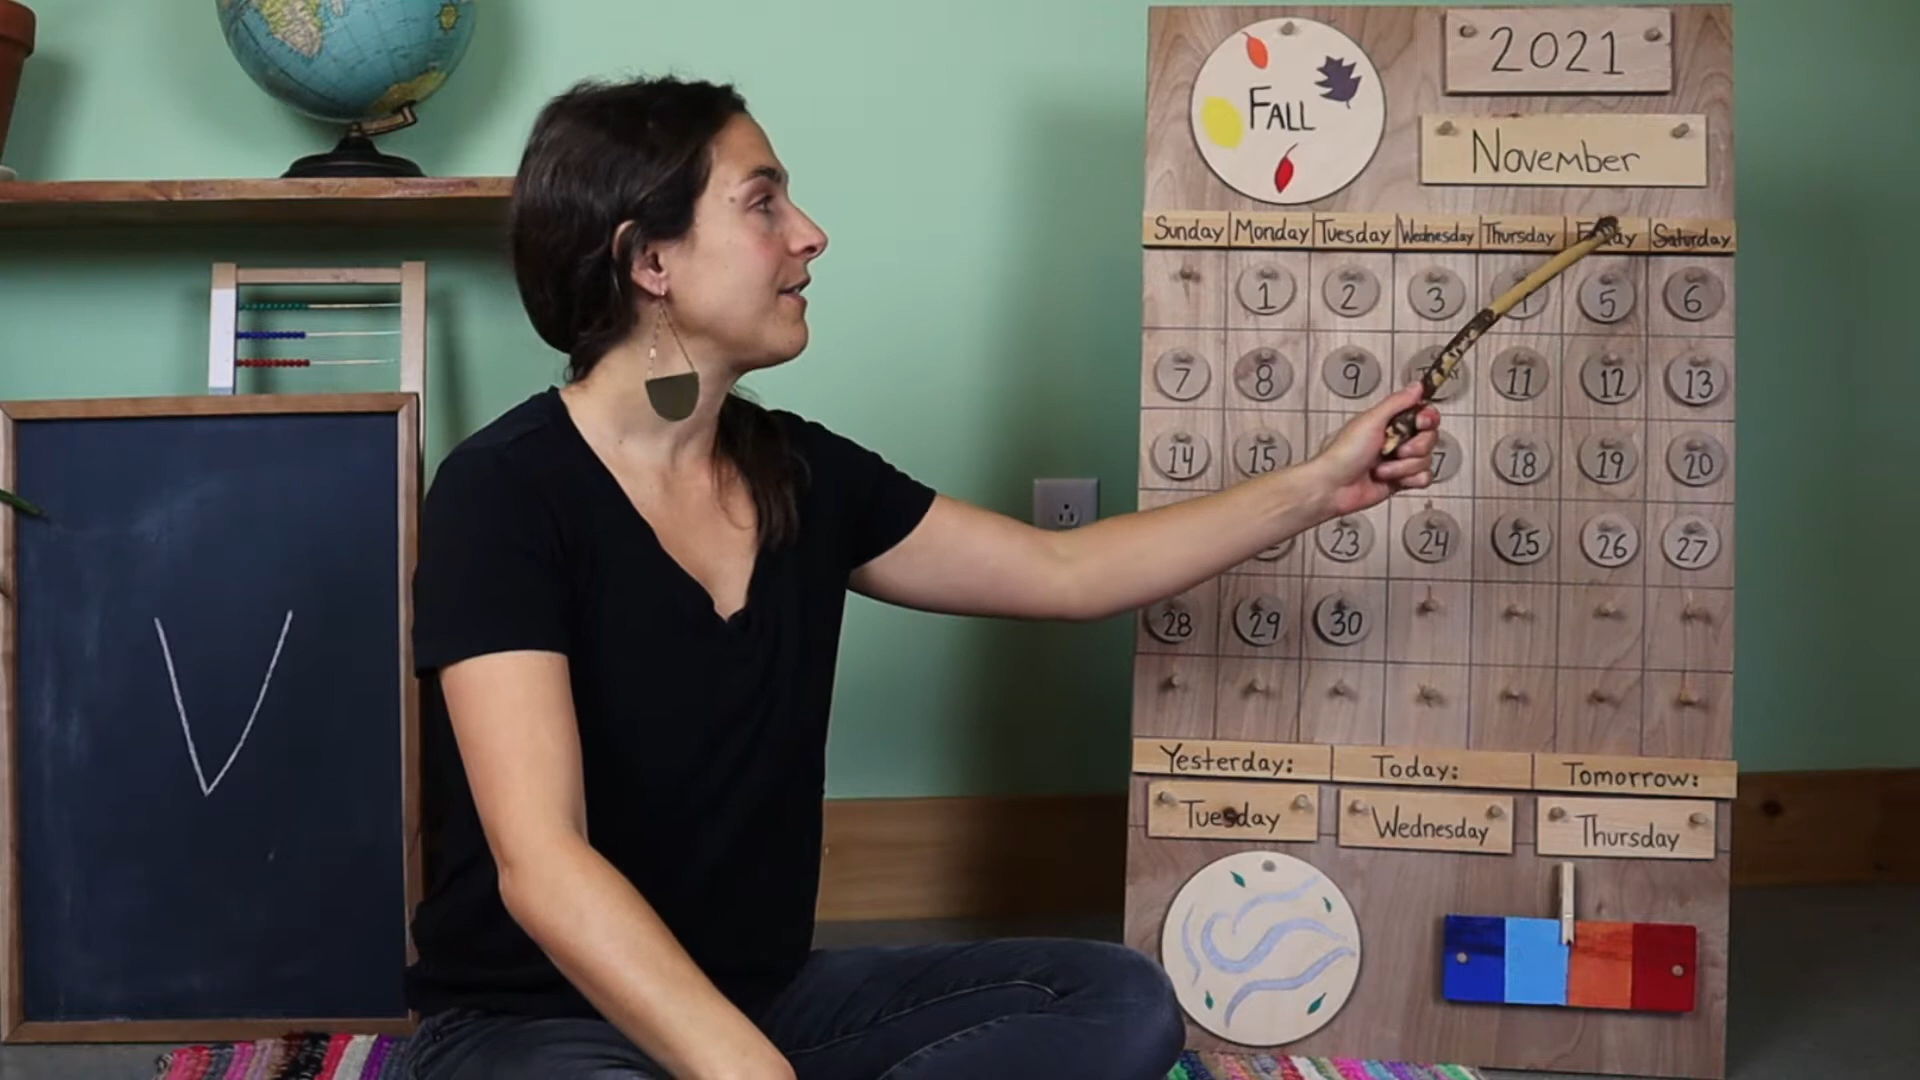 V
FALL
2021
November
Sunday Monday Tuesday Wednesday Thursday Friday Saturday
1 2 3 5 6
7 8 9 11 12 13
14 15 18 19 20
23 24 25 26 27
28 29 30
Yesterday: Today: Tomorrow:
Tuesday Wednesday Thursday